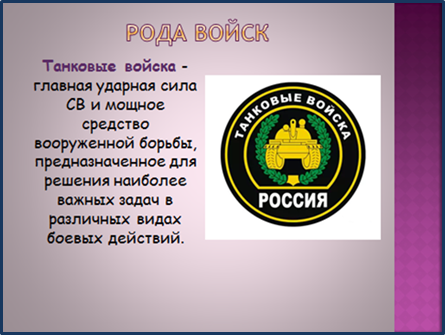 РОДА ВОЙСК
Танковые войска -
главная ударная сила
СВ и мощное
средство
вооруженной борьбы,
предназначенное для
решения наиболее
важных задач в
различных видах
боевых действий.
ТАНКОВЫЕ ВОЙСКА
РОССИЯ